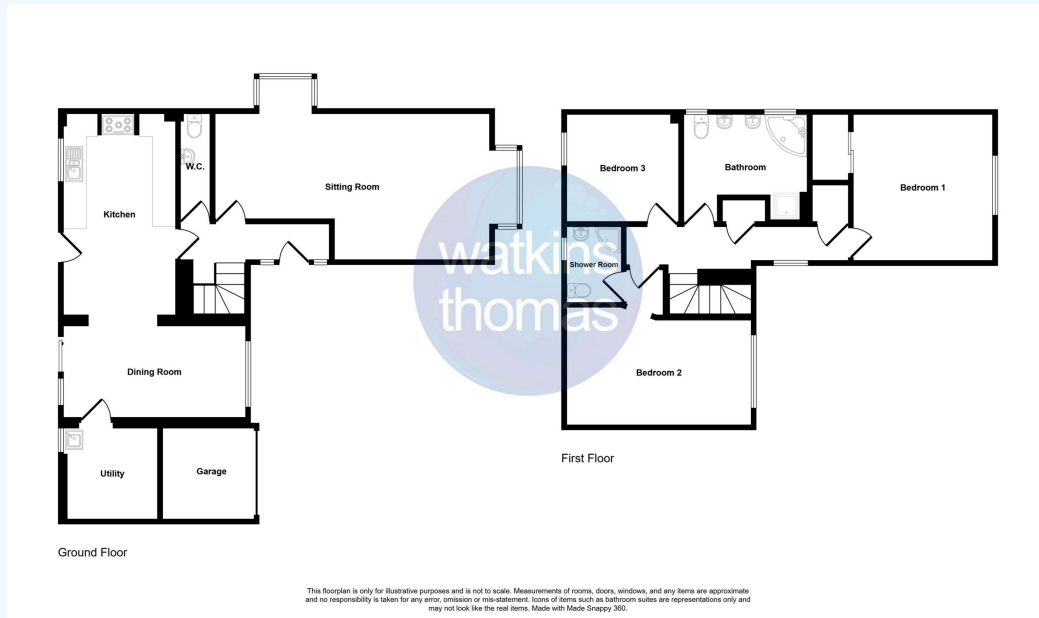 Kitchen
W.C.
Sitting Room
Dining Room
Utility
Garage
Ground Floor
Bedroom 3
Bathroom
Bedroom 1
Shower Room
Bedroom 2
First Floor
watkins
thomas
This floorplan is only for illustrative purposes and is not to scale. Measurements of rooms, doors, windows, and any items are approximate
and no responsibility is taken for any error, omission or mis-statement. Icons of items such as bathroom suites are representations only and
may not look like the real items. Made with Made Snappy 360.